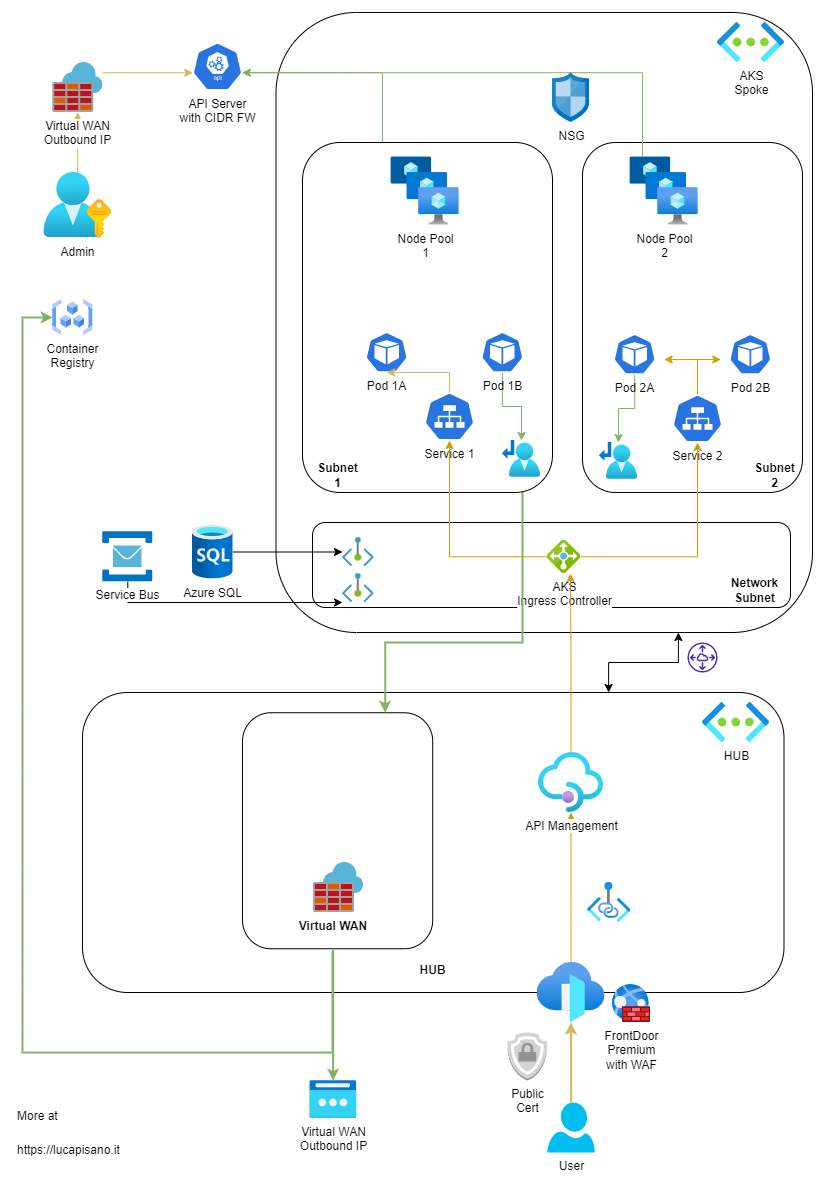 AKS
Spoke
api
API Server
with CIDR FW
Virtual WAN
Outbound IP
NSG
Admin
Node Pool
1
Node Pool
2
Container
Registry
Pod 1A
Pod 1B
Pod 2A
Pod 2B
Service 1
Service 2
Subnet
1
Subnet
2
SQL
Service Bus
Azure SQL
AKS
Ingress Controller
Network
Subnet
HUB
API Management
Virtual WAN
HUB
FrontDoor
Premium
with WAF
Public
Cert
More at
https://lucapisano.it
Virtual WAN
Outbound IP
User